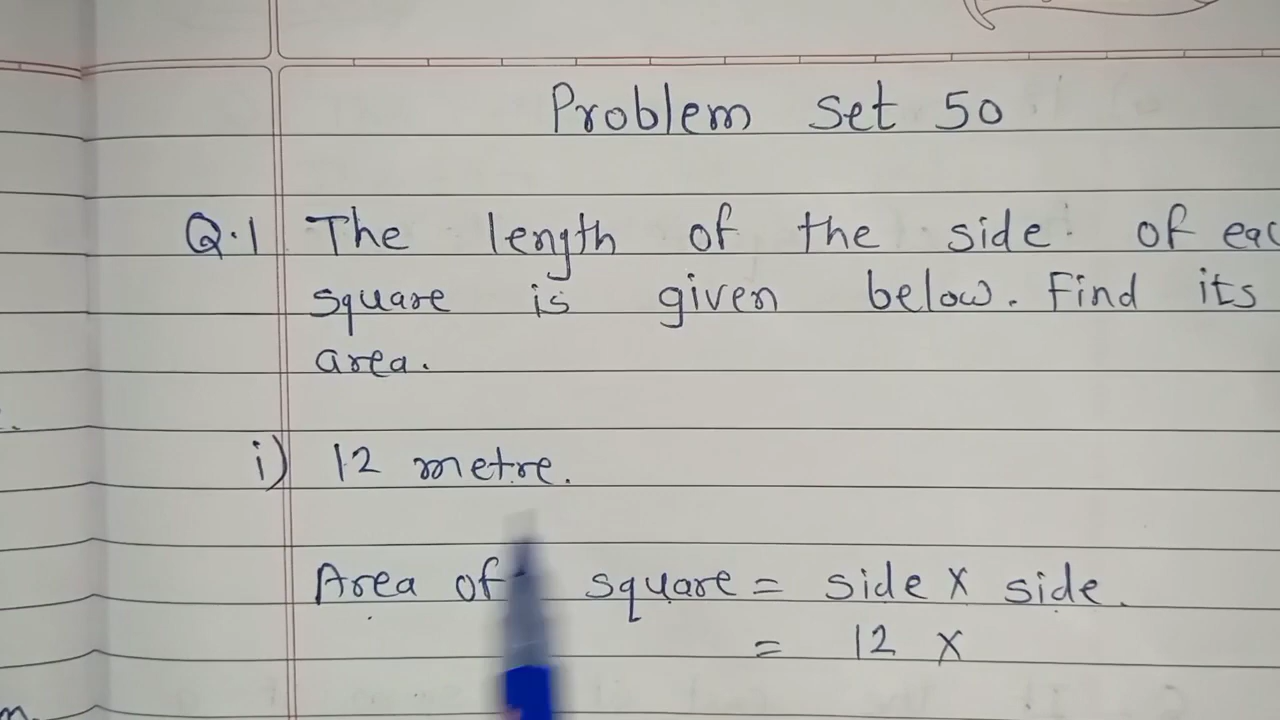 Problem Set 50
Q.1 The length of the side of eac
square is given below. Find its
area.
i) 12 metre.
Area of square = side × side.
= 12 ×